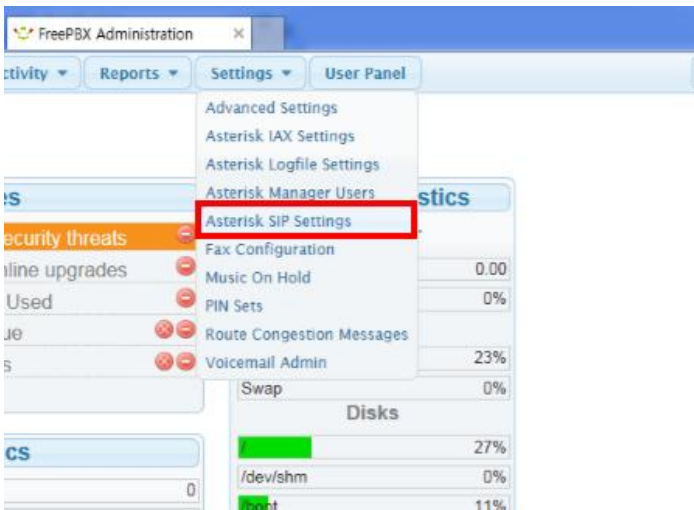 FreePBX Administration
ctivity Reports Settings User Panel
Advanced Settings
Asterisk IAX Settings
Asterisk Logfile Settings
Asterisk Manager Users
Asterisk SIP Settings
Fax Configuration
Music On Hold
PIN Sets
Route Congestion Messages
Voicemail Admin
es
stics
ecurity threats
nline upgrades
0.00
Used
0%
ue
s
23%
Swap 0%
Disks
/ 27%
/dev/shm 0%
/boot 11%
cs
0